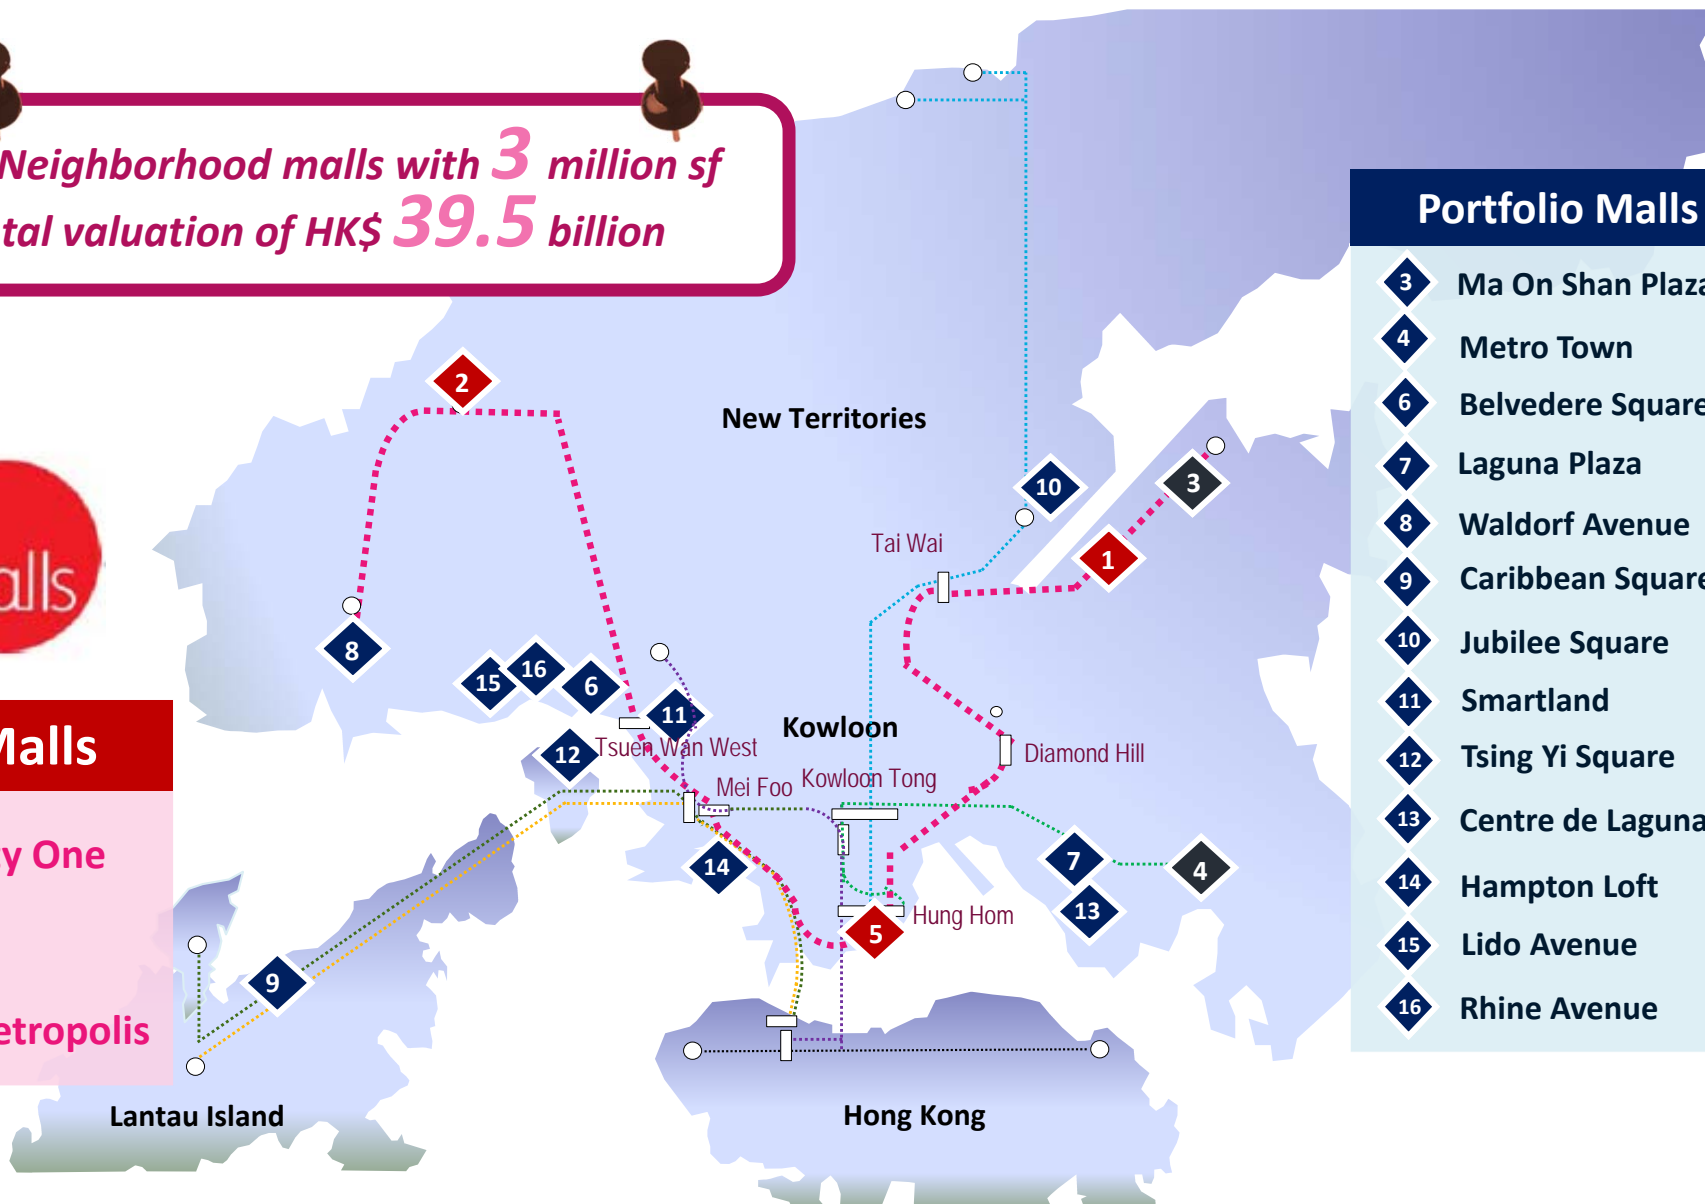 Neighborhood malls with 3 million sf
tal valuation of HK$ 39.5 billion
Portfolio Malls
3 Ma On Shan Plaza
4 Metro Town
6 Belvedere Square
7 Laguna Plaza
8 Waldorf Avenue
9 Caribbean Square
10 Jubilee Square
11 Smartland
12 Tsing Yi Square
13 Centre de Laguna
14 Hampton Loft
15 Lido Avenue
16 Rhine Avenue
alls
Malls
ty One
etropolis
2
New Territories
10
3
Tai Wai
1
8
15
16
6
11
12
Tsuen Wan West
Kowloon
Diamond Hill
Mei Foo
Kowloon Tong
14
7
4
13
Hung Hom
5
9
Lantau Island
Hong Kong